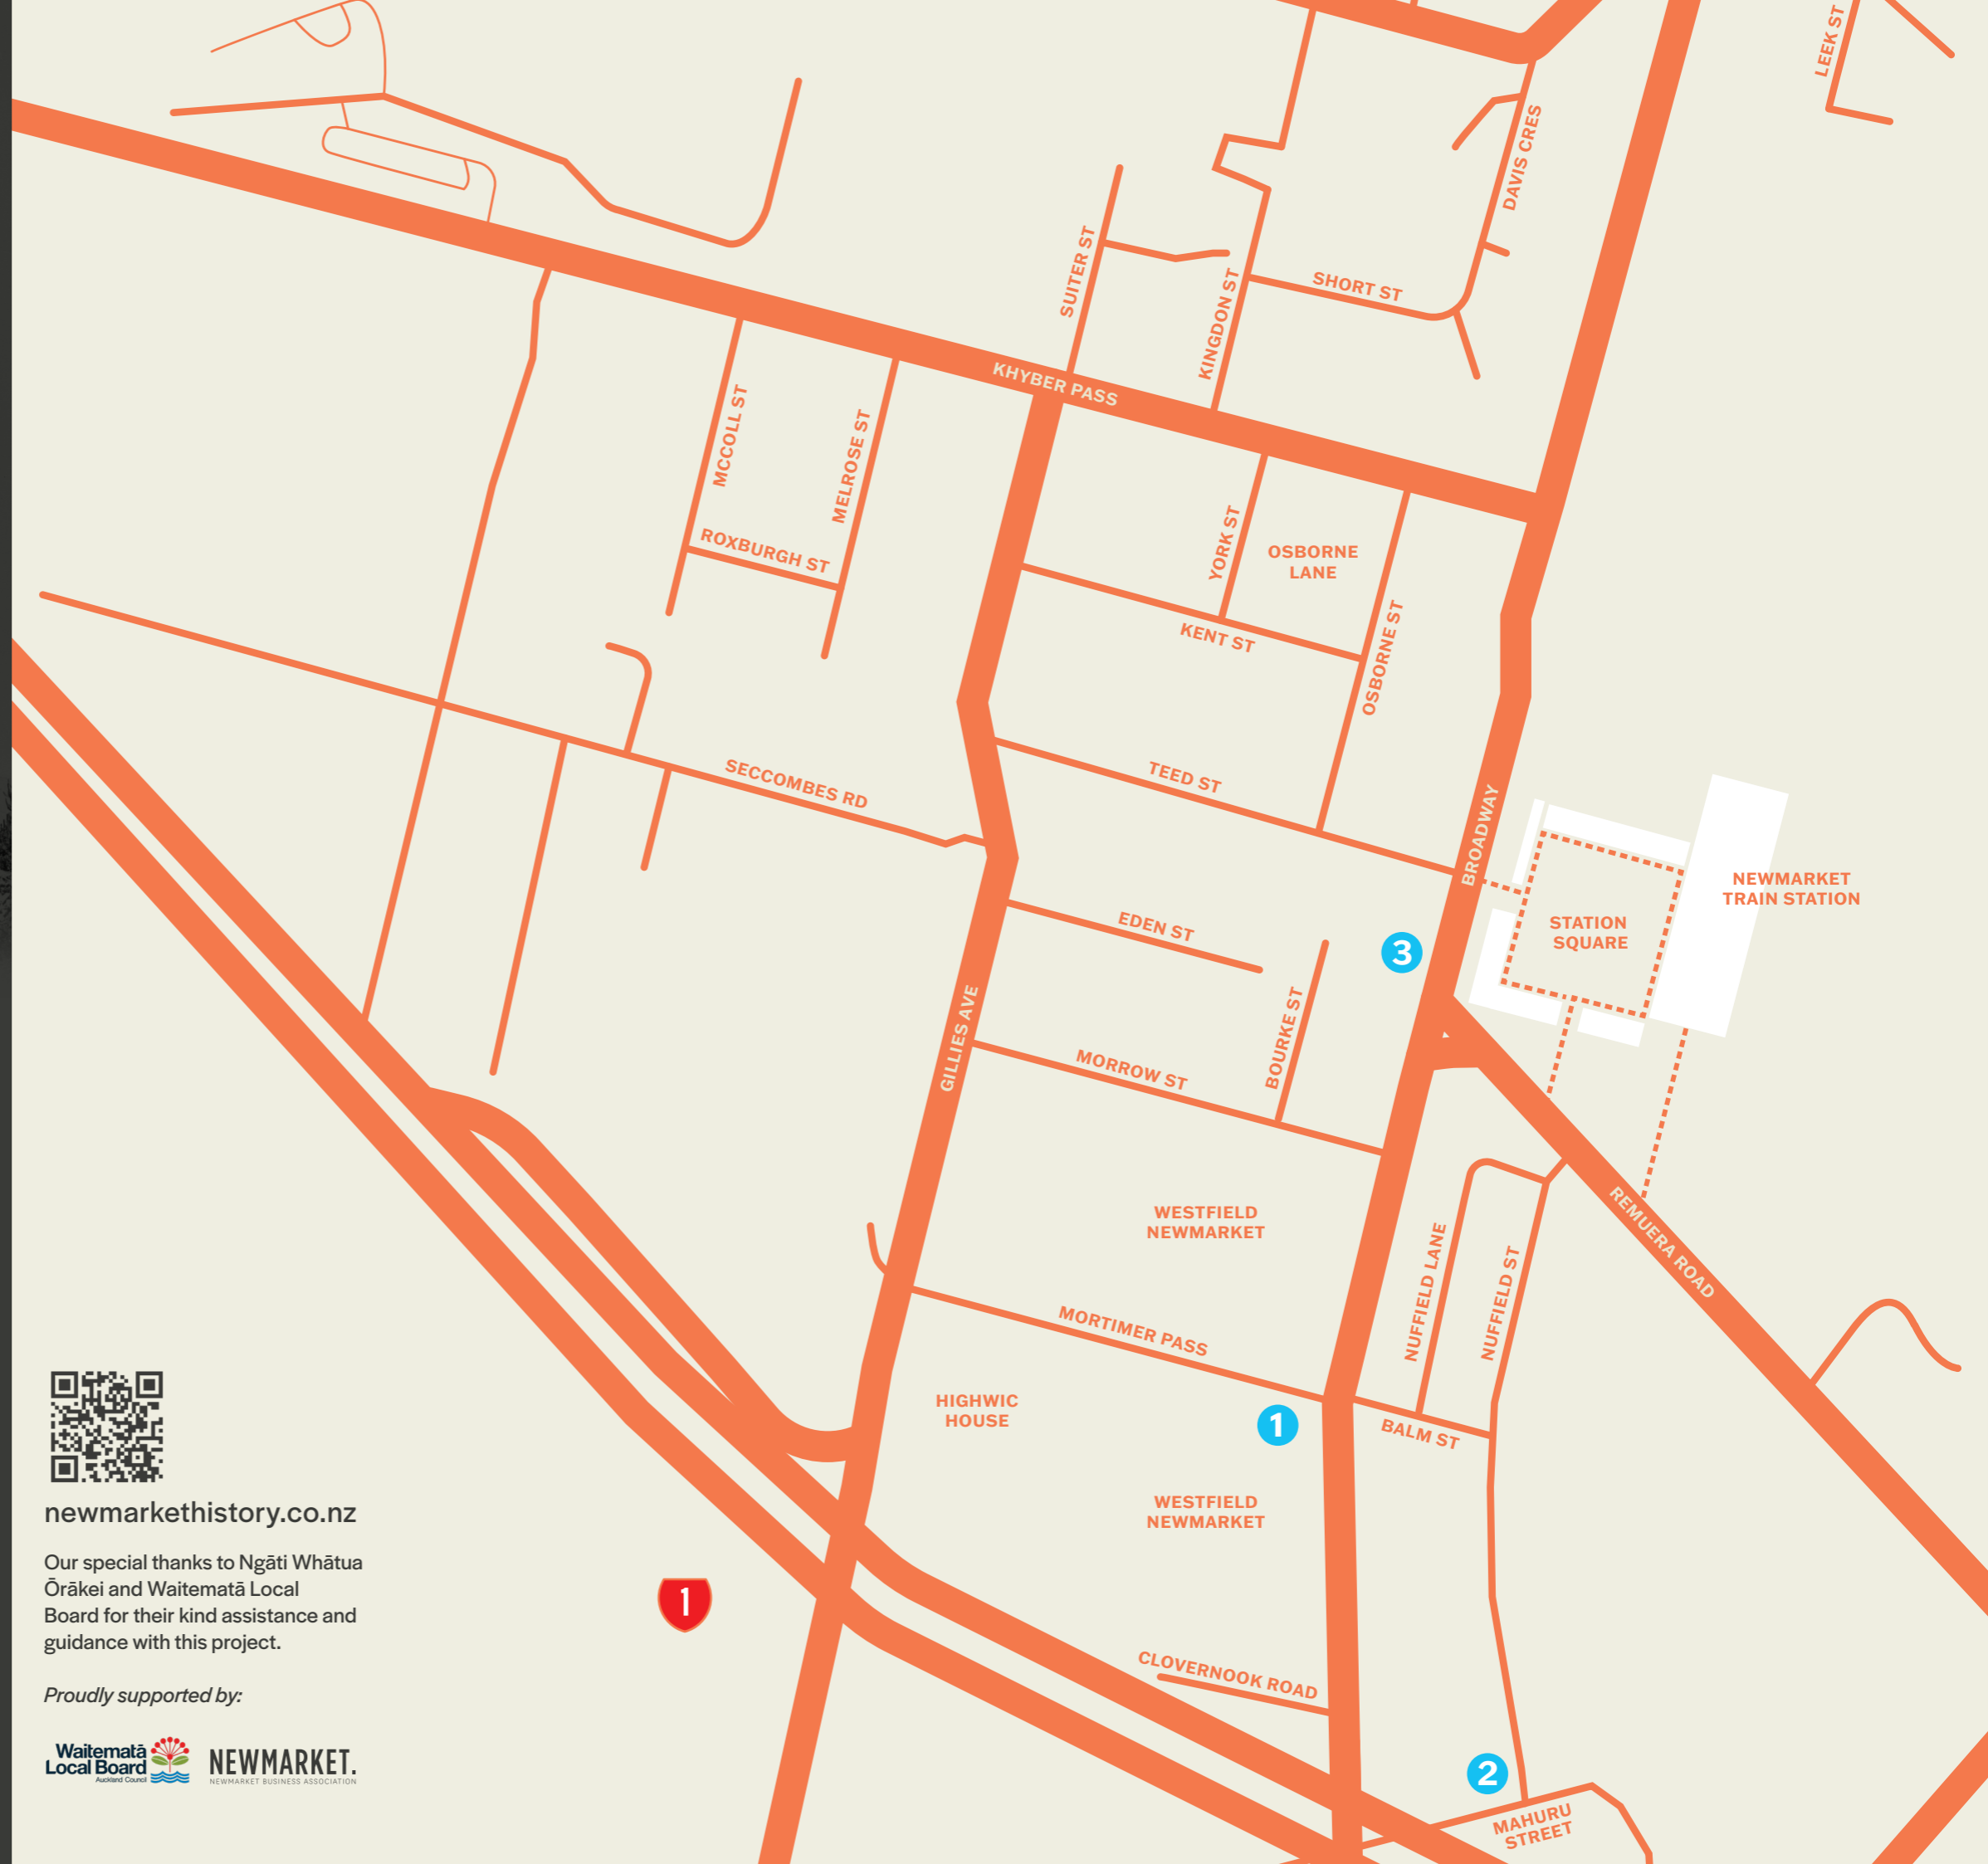 LEEK ST
DAVIS CRES
SUITER ST
KINGDON ST
SHORT ST
KHYBER PASS
MCCOLL ST
MELROSE ST
ROXBURGH ST
YORK ST
OSBORNE
LANE
KENT ST
OSBORNE ST
SECCOMBES RD
TEED ST
BROADWAY
NEWMARKET
TRAIN STATION
STATION
SQUARE
EDEN ST
3
GILLIES AVE
BOURKE ST
MORROW ST
WESTFIELD
NEWMARKET
REMUERA ROAD
NUFFIELD LANE
NUFFIELD ST
MORTIMER PASS
HIGHWIC
HOUSE
1
BALM ST
WESTFIELD
NEWMARKET
newmarkethistory.co.nz
Our special thanks to Ngāti Whātua
Ōrākei and Waitematā Local
Board for their kind assistance and
guidance with this project.
1
CLOVERNOOK ROAD
Proudly supported by:
Waitematā
Local Board
Auckland Council
NEWMARKET.
NEWMARKET BUSINESS ASSOCIATION
2
MAHURU
STREET